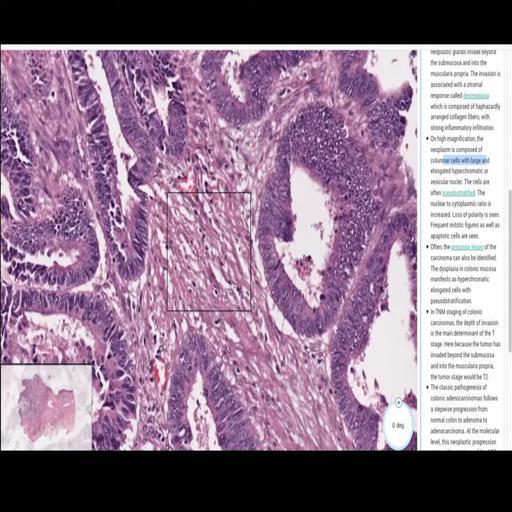 neoplastic glands invade beyond
the submucosa and into the
muscularis propria. The invasion is
associated with a stromal
response called desmoplasia
which is composed of haphazardly
arranged collagen fibers, with
strong inflammatory infiltration.
On high magnification, the
neoplasm is composed of
columnar cells with large and
elongated hyperchromatic or
vesicular nuclei. The cells are
often pseudostratified. The
nuclear to cytoplasmic ratio is
increased. Loss of polarity is seen.
Frequent mitotic figures as well as
apoptotic cells are seen.
Often, the precursor lesion of the
carcinoma can also be identified.
The dysplasia in colonic mucosa
manifests as hyperchromatic
elongated cells with
pseudostratification.
In TNM staging of colonic
carcinomas, the depth of invasion
is the main determinant of the T
stage. Here because the tumor has
invaded beyond the submucosa
and into the muscularis propria,
the tumor stage would be T2.
The classic pathogenesis of
colonic adenocarcinomas follows
a stepwise progression from
normal colon to adenoma to
adenocarcinoma. At the molecular
level, this neoplastic progression
0 deg